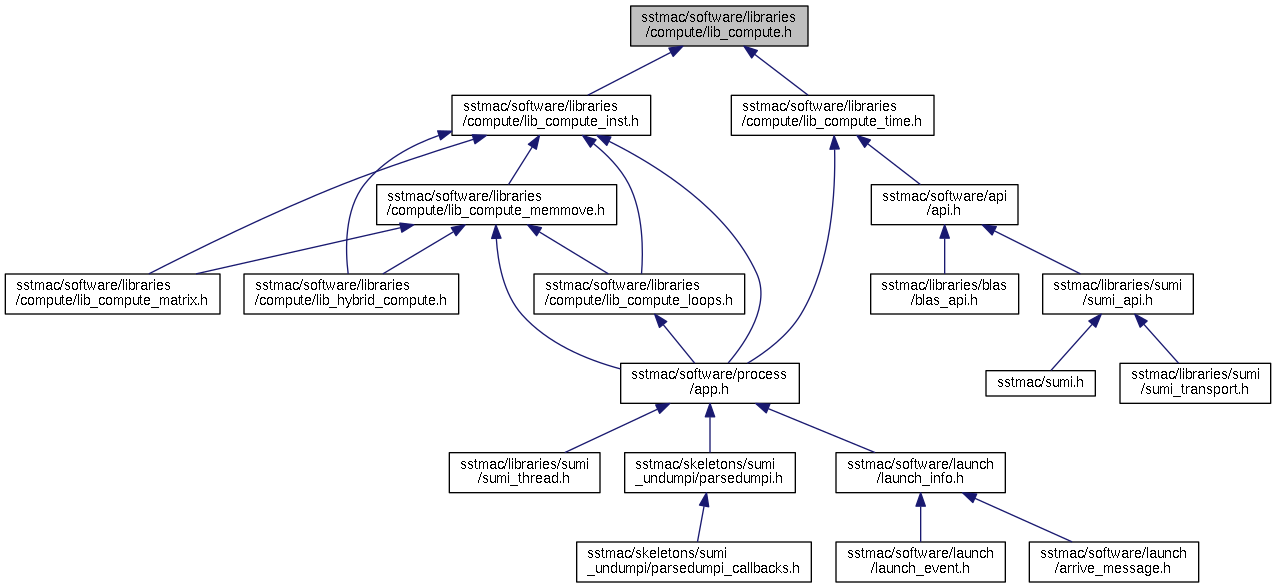 sstmac/software/libraries
/compute/lib_compute.h
sstmac/software/libraries
/compute/lib_compute_inst.h
sstmac/software/libraries
/compute/lib_compute_time.h
sstmac/software/libraries
/compute/lib_compute_memmove.h
sstmac/software/api
/api.h
sstmac/software/libraries
/compute/lib_compute_matrix.h
sstmac/software/libraries
/compute/lib_hybrid_compute.h
sstmac/software/libraries
/compute/lib_compute_loops.h
sstmac/libraries/blas
/blas_api.h
sstmac/libraries/sumi
/sumi_api.h
sstmac/software/process
/app.h
sstmac/sumi.h
sstmac/libraries/sumi
/sumi_transport.h
sstmac/libraries/sumi
/sumi_thread.h
sstmac/skeletons/sumi
_undumpi/parsedumpi.h
sstmac/software/launch
/launch_info.h
sstmac/skeletons/sumi
_undumpi/parsedumpi_callbacks.h
sstmac/software/launch
/launch_event.h
sstmac/software/launch
/arrive_message.h